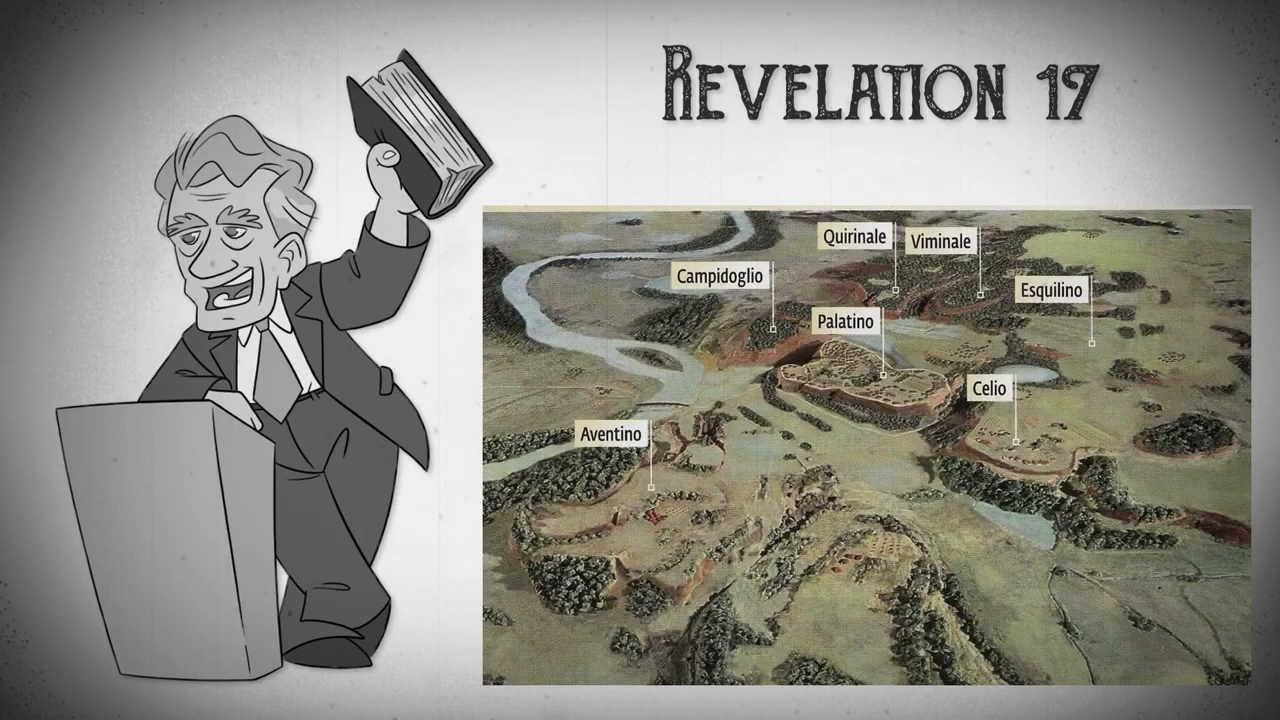 REVELATION 17
Quirinale
Viminale
Campidoglio
Esquilino
Palatino
Celio
Aventino